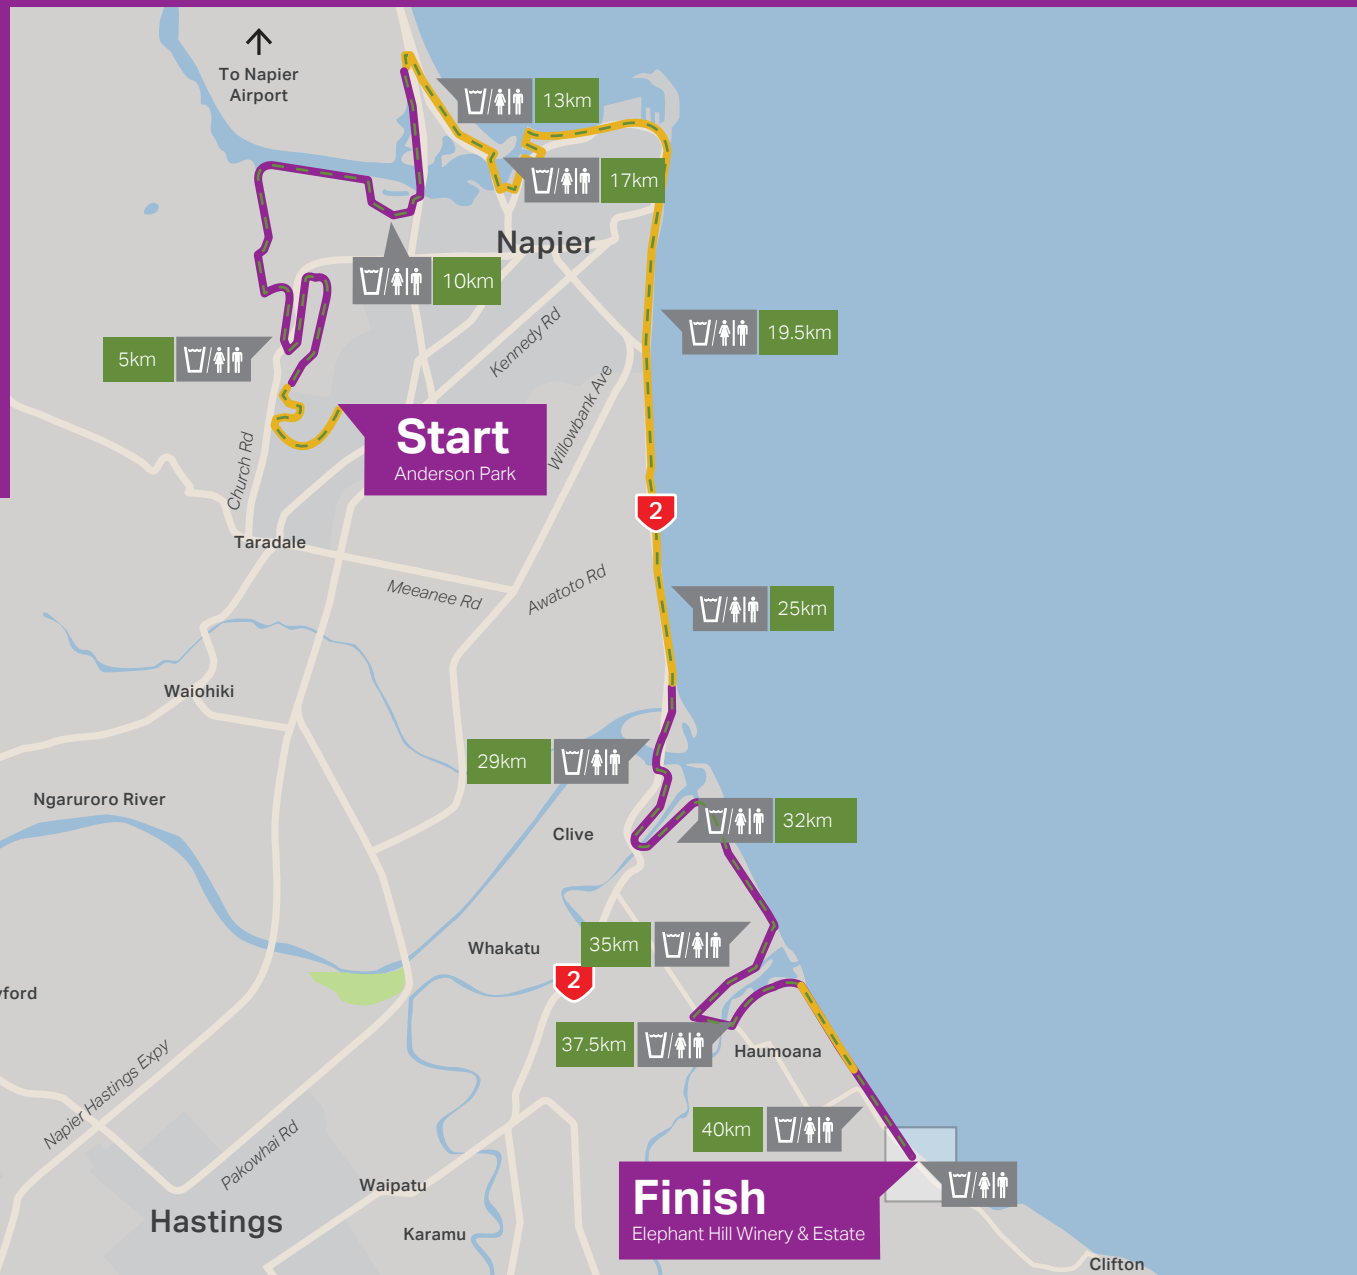 To Napier
Airport
13km
17km
Napier
10km
Kennedy Rd
19.5km
5km
Willowbank Ave
Start
Anderson Park
Church Rd
2
Taradale
Meeanee Rd
Awatoto Rd
25km
Waiohiki
29km
Ngaruroro River
32km
Clive
35km
Whakatu
2
yford
37.5km
Haumoana
Napier Hastings Expy
40km
Pakowhai Rd
Waipatu
Finish
Elephant Hill Winery & Estate
Hastings
Karamu
Clifton